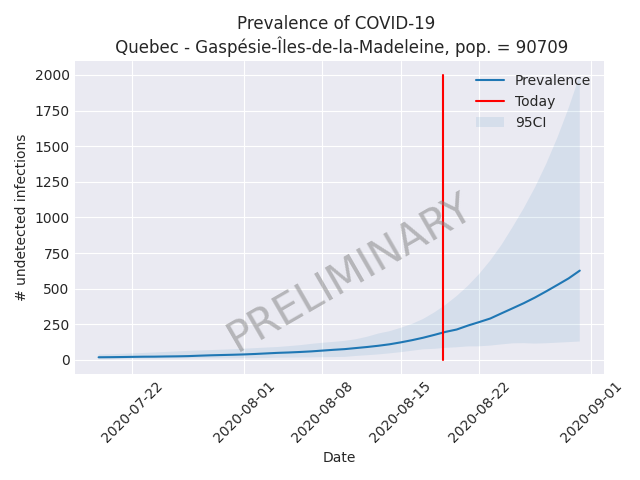 Prevalence of COVID-19
Quebec - Gaspésie-Îles-de-la-Madeleine, pop. = 90709
# undetected infections
2000
1750
1500
1250
1000
750
500
250
0
Prevalence
Today
95CI
PRELIMINARY
2020-07-22
2020-08-01
2020-08-08
2020-08-15
2020-08-22
2020-09-01
Date